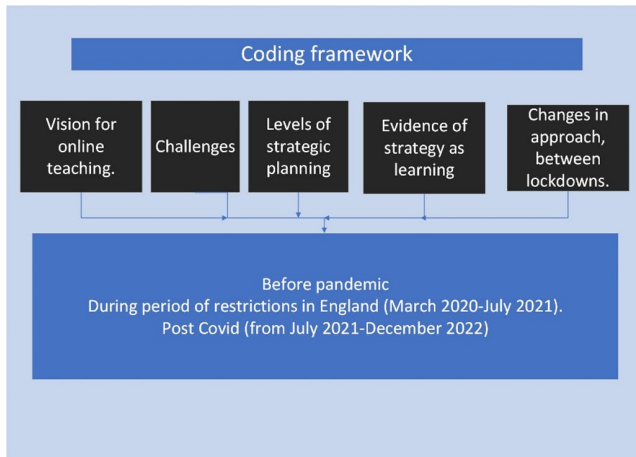 Coding framework
Vision for
online
teaching.
Challenges
Levels of
strategic
planning
Evidence of
strategy as
learning
Changes in
approach,
between
lockdowns.
Before pandemic
During period of restrictions in England (March 2020-July 2021).
Post Covid (from July 2021-December 2022)